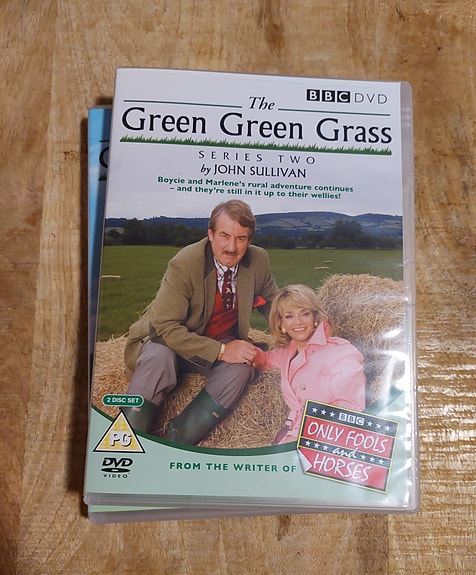 BBC DVD
The
Green Green Grass
SERIES TWO
by JOHN SULLIVAN
Boycie and Marlene's rural adventure continues
– and they're still in it up to their wellies!
2 DISC SET
PG
DVD
VIDEO
FROM THE WRITER OF
BBC
ONLY FOOLS
and
HORSES